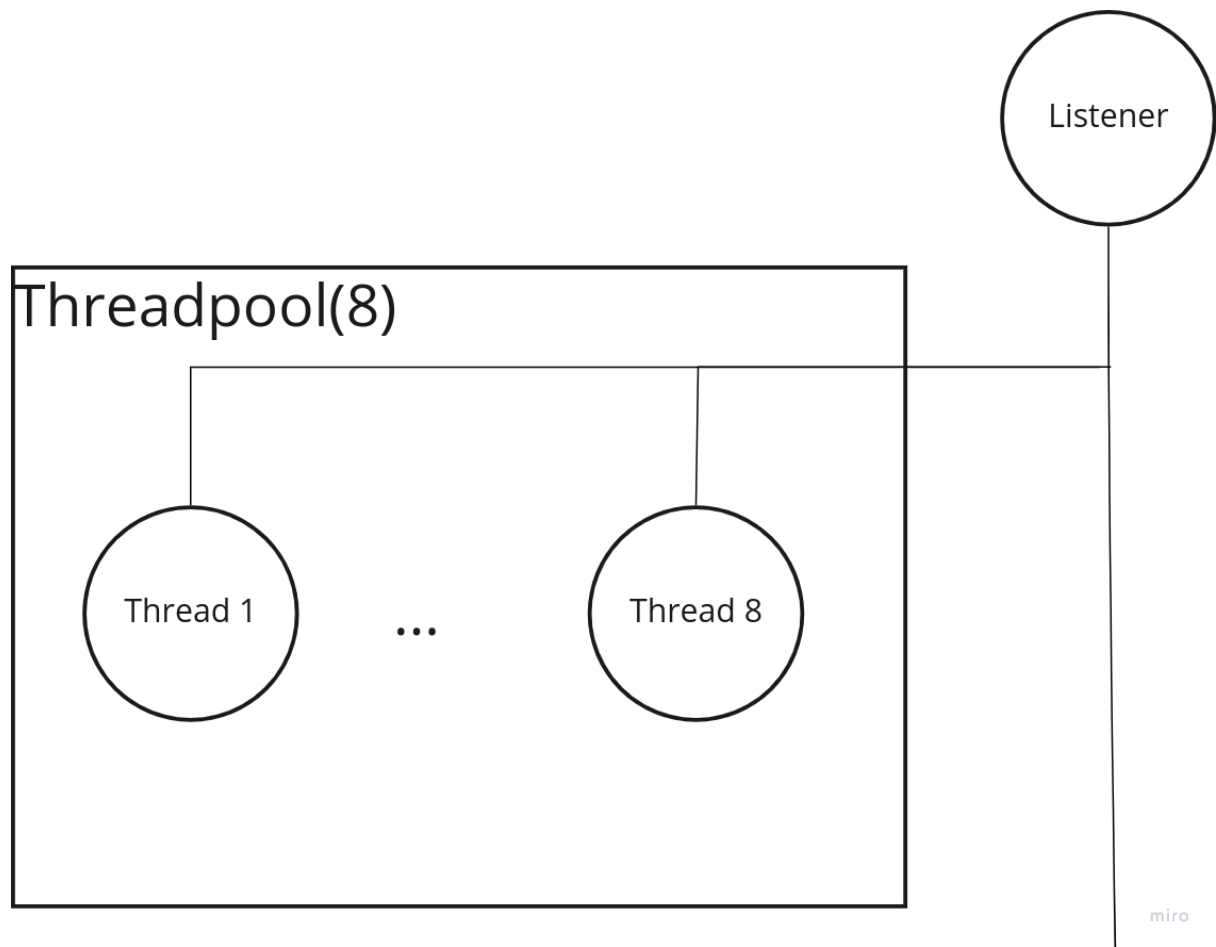 Listener
Threadpool(8)
Thread 1
...
Thread 8
miro